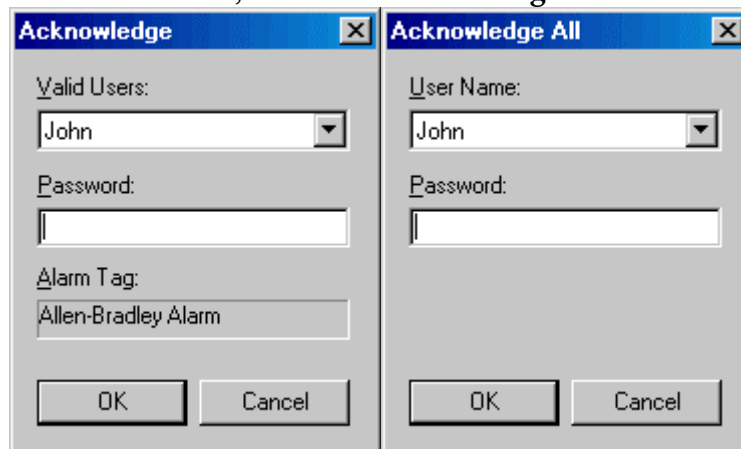 Acknowledge
Valid Users:
John
Password:
Alarm Tag:
Allen-Bradley Alarm
OK Cancel
Acknowledge All
User Name:
John
Password:
OK Cancel